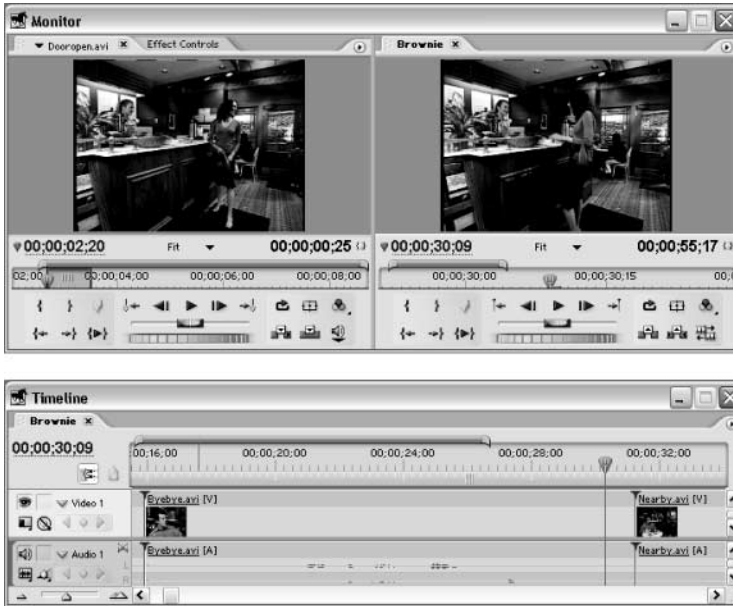 Monitor
Dooropen.avi Effect Controls
Brownie
00;00;02;20 Fit 00;00;00;25
00;00;30;09 Fit 00;00;55;17
02;00 00;00;04;00 00;00;06;00 00;00;08;00
00;00;30;00 00;00;30;15 00;0
Timeline
Brownie
00;00;30;09
00;16;00 00;00;20;00 00;00;24;00 00;00;28;00 00;00;32;00
Video 1
Byebye.avi [V]
Nearby.avi [V]
Audio 1
Byebye.avi [A]
Nearby.avi [A]
L
R